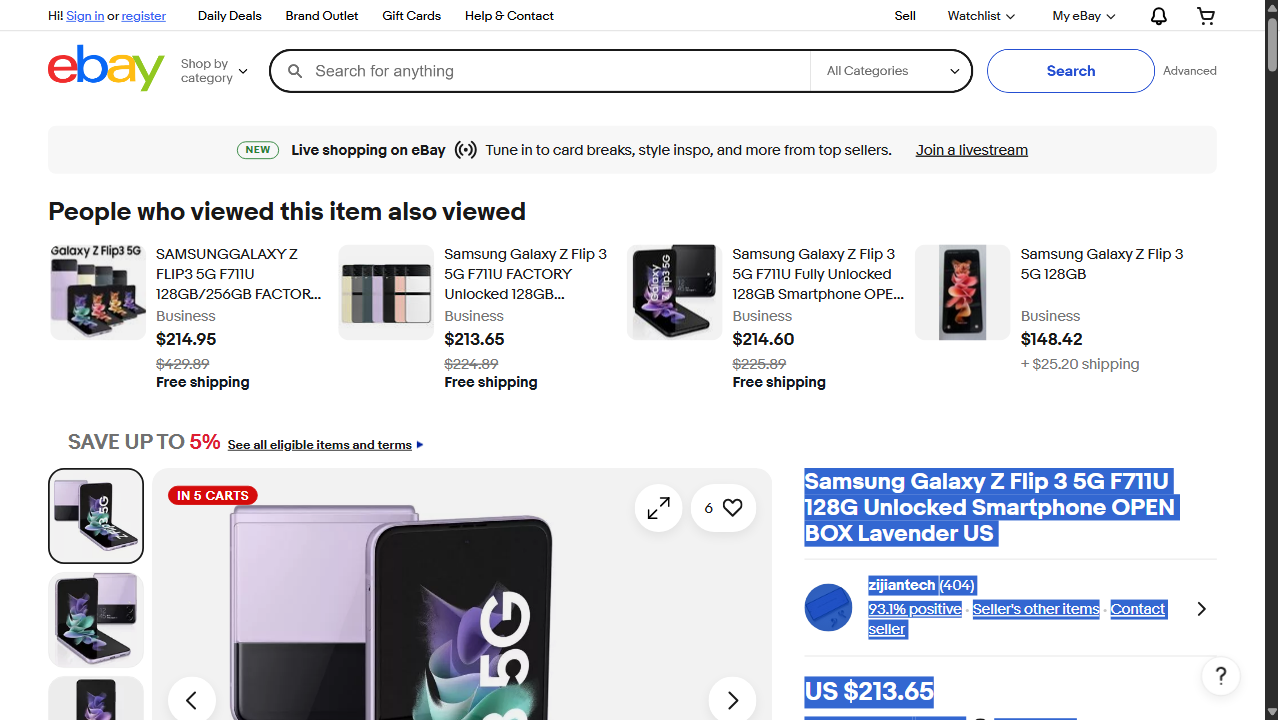 Hi! Sign in or register
Daily Deals
Brand Outlet
Gift Cards
Help & Contact
Sell
Watchlist
My eBay
ebay
Shop by
category
Search for anything
All Categories
Search
Advanced
NEW
Live shopping on eBay
Tune in to card breaks, style inspo, and more from top sellers.
Join a livestream
People who viewed this item also viewed
Galaxy Z Flip3 5G
SAMSUNGGALAXY Z
FLIP3 5G F711U
128GB/256GB FACTOR...
Business
$214.95
$429.89
Free shipping
Samsung Galaxy Z Flip 3
5G F711U FACTORY
Unlocked 128GB...
Business
$213.65
$224.89
Free shipping
Galaxy Z Flip3 5G
Samsung Galaxy Z Flip 3
5G F711U Fully Unlocked
128GB Smartphone OPE...
Business
$214.60
$225.89
Free shipping
Samsung Galaxy Z Flip 3
5G 128GB
Business
$148.42
+ $25.20 shipping
SAVE UP TO 5%
See all eligible items and terms
IN 5 CARTS
6
5G
Samsung Galaxy Z Flip 3 5G F711U
128G Unlocked Smartphone OPEN
BOX Lavender US
zijiantech (404)
93.1% positive · Seller's other items · Contact
seller
US $213.65
?